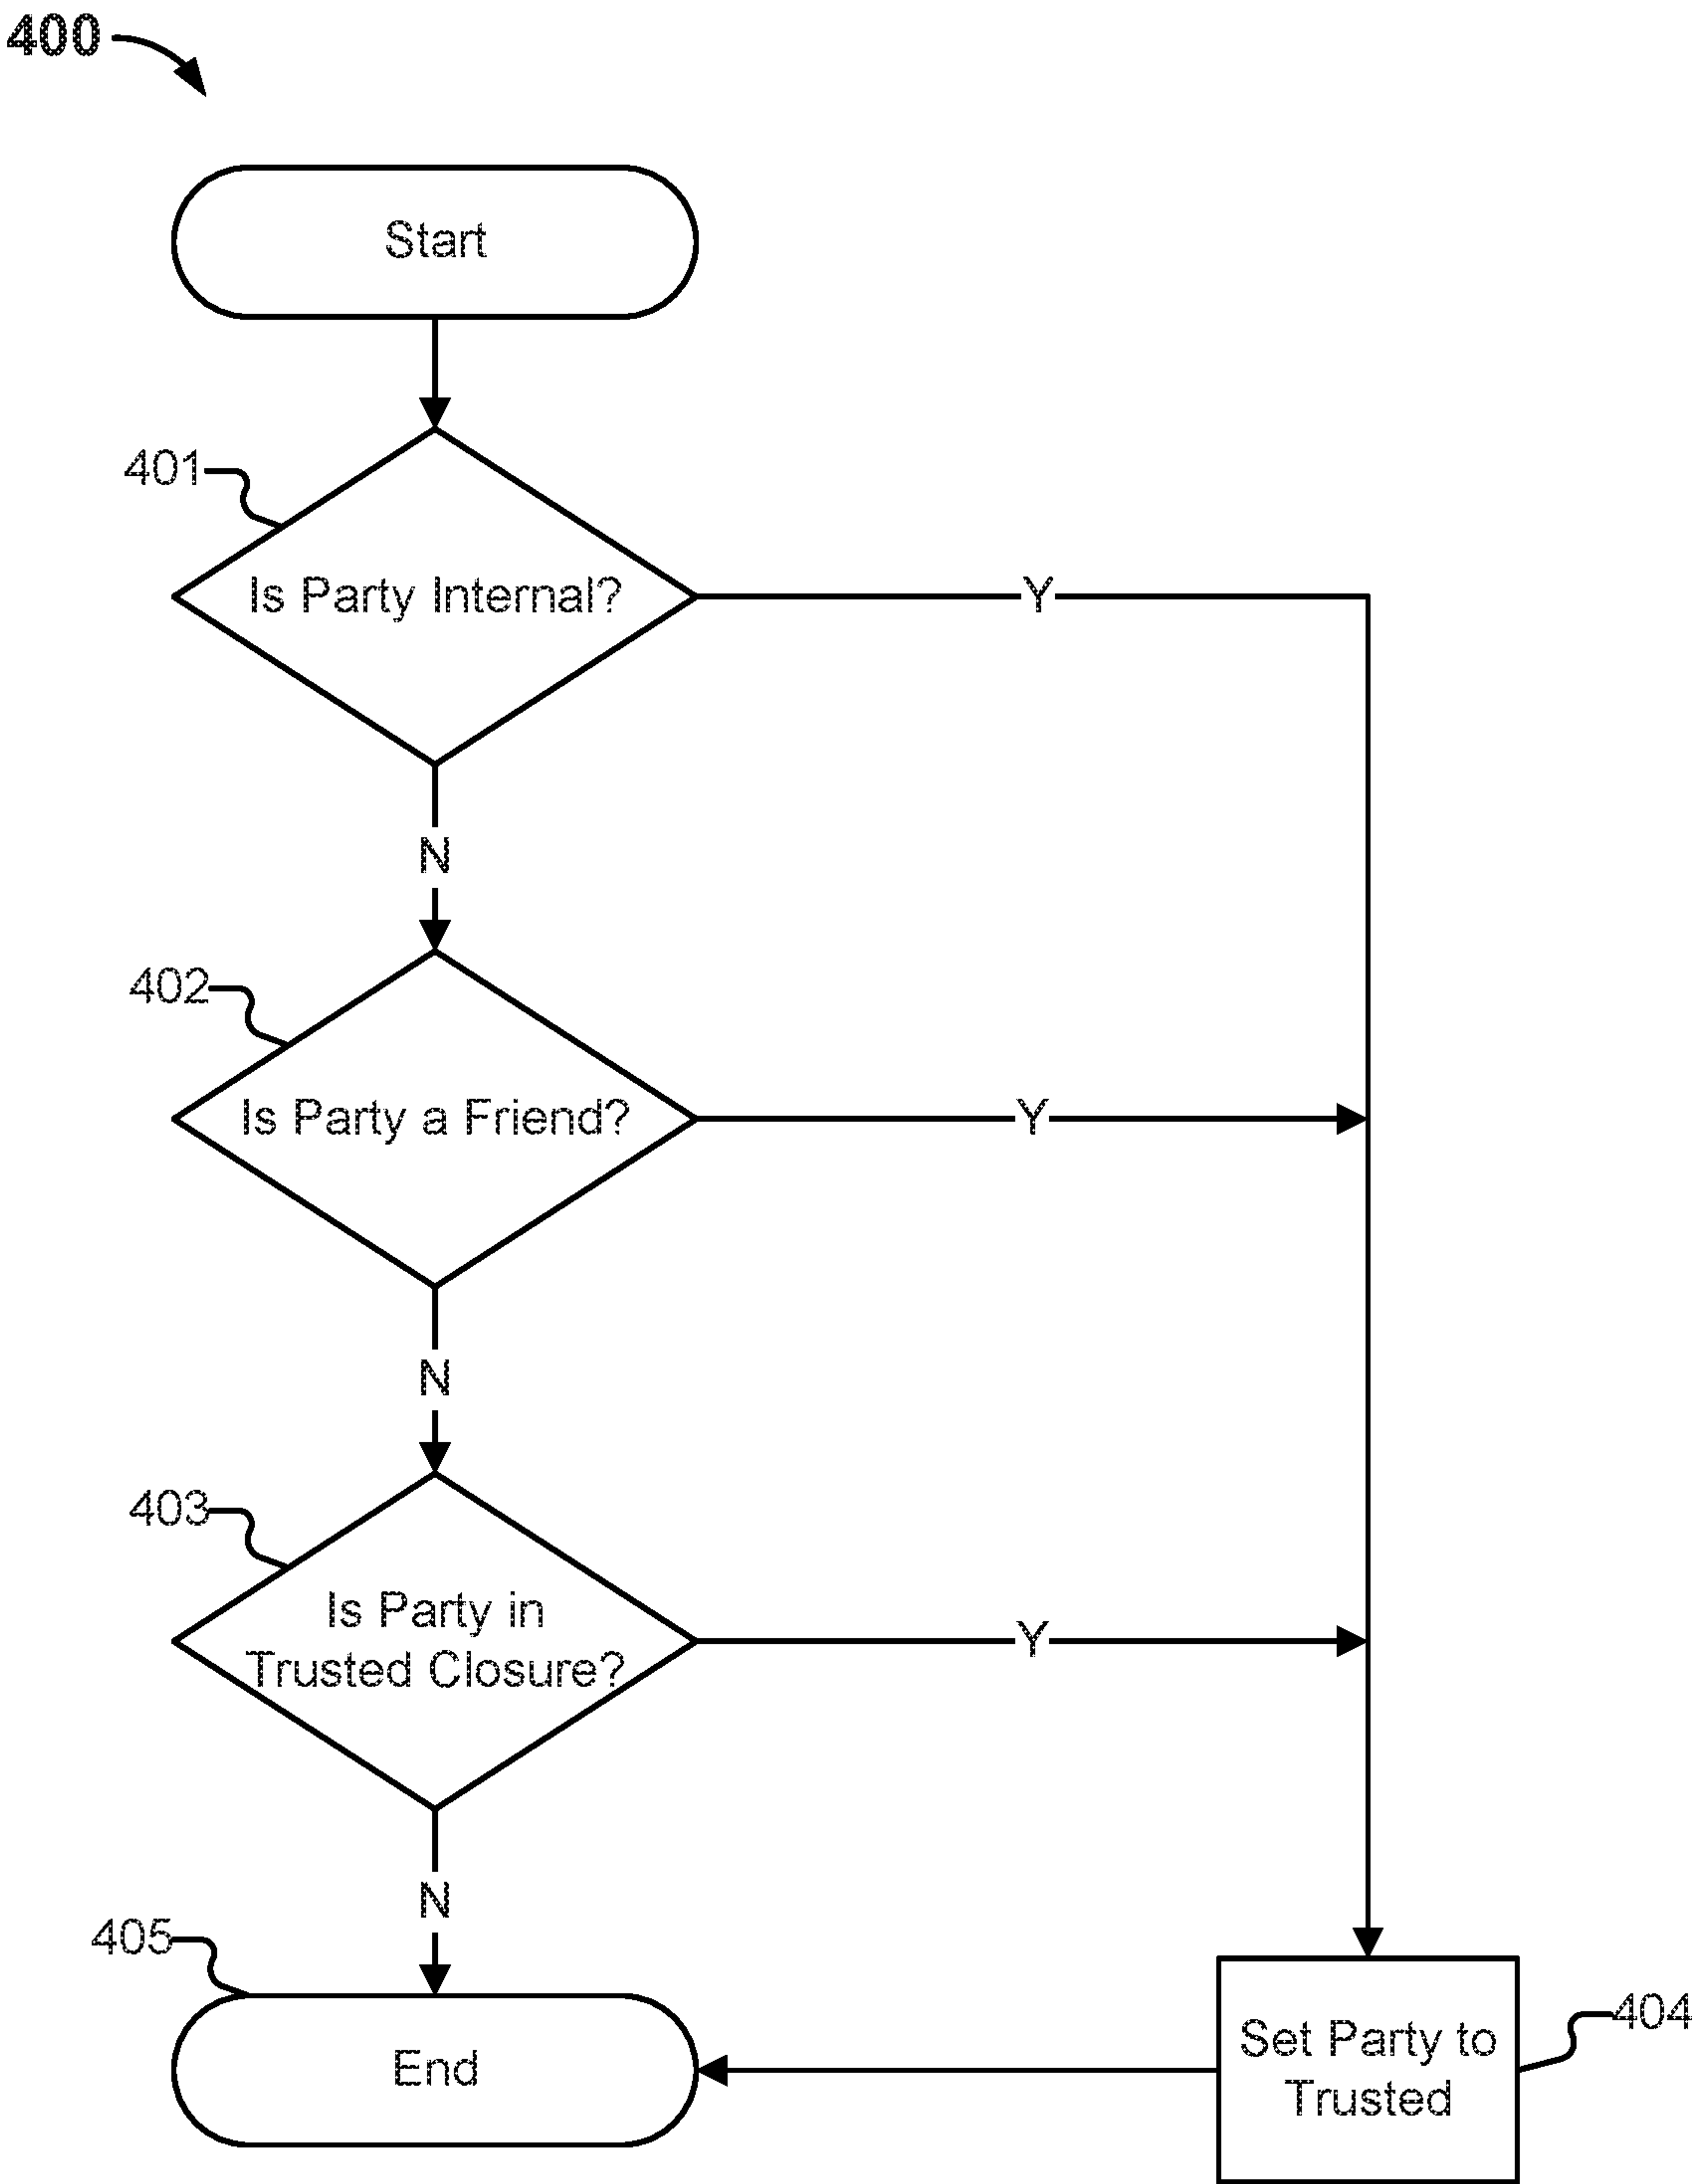 400
Start
401
Is Party Internal?
Y
N
402
Is Party a Friend?
Y
N
403
Is Party in
Trusted Closure?
Y
N
405
End
Set Party to
Trusted
404